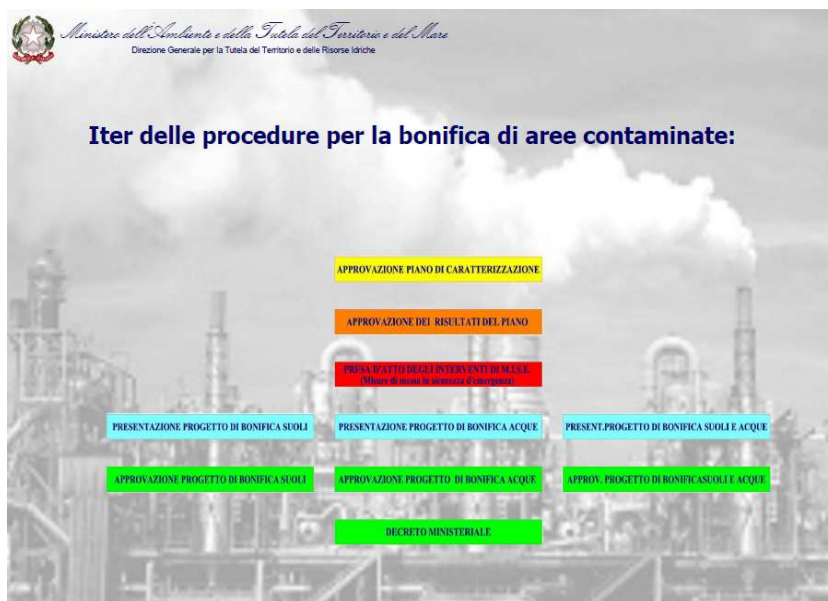 Ministero dell'Ambiente e della Tutela del Territorio e del Mare
Direzione Generale per la Tutela del Territorio e delle Risorse Idriche
Iter delle procedure per la bonifica di aree contaminate:
APPROVAZIONE PIANO DI CARATTERIZZAZIONE
APPROVAZIONE DEI RISULTATI DEL PIANO
PRESA D'ATTO DEGLI INTERVENTI DI M.I.S.E.
(Misure di messa in sicurezza d'emergenza)
PRESENTAZIONE PROGETTO DI BONIFICA SUOLI
PRESENTAZIONE PROGETTO DI BONIFICA ACQUE
PRESENT.PROGETTO DI BONIFICA SUOLI E ACQUE
APPROVAZIONE PROGETTO DI BONIFICA SUOLI
APPROVAZIONE PROGETTO DI BONIFICA ACQUE
APPROV. PROGETTO DI BONIFICASUOLI E ACQUE
DECRETO MINISTERIALE